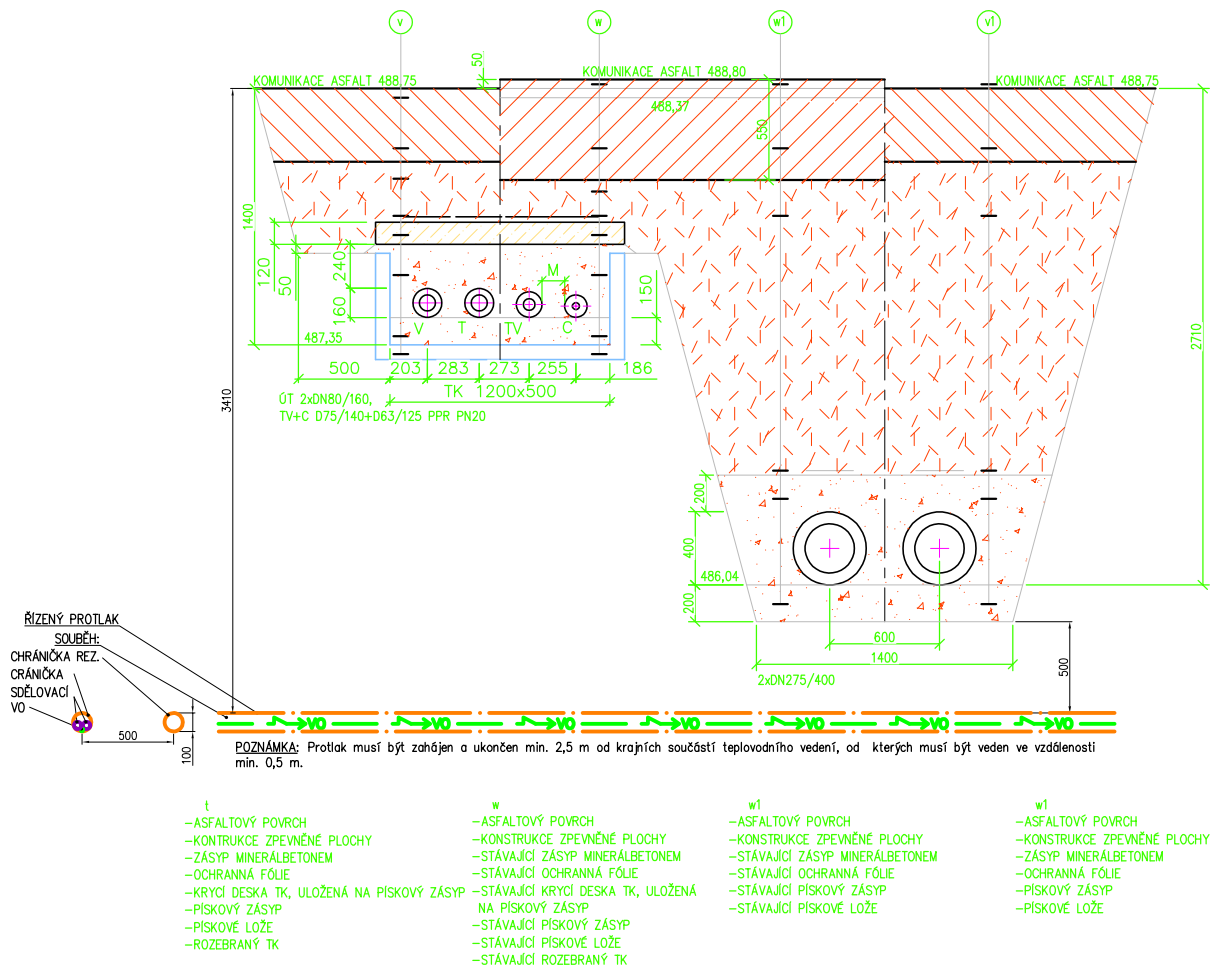 v
w
w1
v1
50
KOMUNIKACE ASFALT 488,75
KOMUNIKACE ASFALT 488,80
KOMUNIKACE ASFALT 488,75
488,37
550
1400
120
50
240
160
M
150
V
T
TV
C
487,35
500
203
283
273
255
186
TK 1200x500
ÚT 2xDN80/160,
TV+C D75/140+D63/125 PPR PN20
3410
2710
200
400
486,04
200
600
1400
2xDN275/400
500
ŘÍZENÝ PROTLAK
SOUBĚH:
CHRÁNIČKA REZ.
CRÁNIČKA
SDĚLOVACÍ
VO
500
100
VO VO VO VO VO VO VO
POZNÁMKA: Protlak musí být zahájen a ukončen min. 2,5 m od krajních součástí teplovodního vedení, od kterých musí být veden ve vzdálenosti
min. 0,5 m.
t
-ASFALTOVÝ POVRCH
-KONTRUKCE ZPEVNĚNÉ PLOCHY
-ZÁSYP MINERÁLBETONEM
-OCHRANNÁ FÓLIE
-KRYCÍ DESKA TK, ULOŽENÁ NA PÍSKOVÝ ZÁSYP
-PÍSKOVÝ ZÁSYP
-PÍSKOVÉ LOŽE
-ROZEBRANÝ TK
w
-ASFALTOVÝ POVRCH
-KONSTRUKCE ZPEVNĚNÉ PLOCHY
-STÁVAJÍCÍ ZÁSYP MINERÁLBETONEM
-STÁVAJÍCÍ OCHRANNÁ FÓLIE
-STÁVAJÍCÍ KRYCÍ DESKA TK, ULOŽENÁ
NA PÍSKOVÝ ZÁSYP
-STÁVAJÍCÍ PÍSKOVÝ ZÁSYP
-STÁVAJÍCÍ PÍSKOVÉ LOŽE
-STÁVAJÍCÍ ROZEBRANÝ TK
w1
-ASFALTOVÝ POVRCH
-KONSTRUKCE ZPEVNĚNÉ PLOCHY
-STÁVAJÍCÍ ZÁSYP MINERÁLBETONEM
-STÁVAJÍCÍ OCHRANNÁ FÓLIE
-STÁVAJÍCÍ PÍSKOVÝ ZÁSYP
-STÁVAJÍCÍ PÍSKOVÉ LOŽE
w1
-ASFALTOVÝ POVRCH
-KONSTRUKCE ZPEVNĚNÉ PLOCHY
-ZÁSYP MINERÁLBETONEM
-OCHRANNÁ FÓLIE
-PÍSKOVÝ ZÁSYP
-PÍSKOVÉ LOŽE